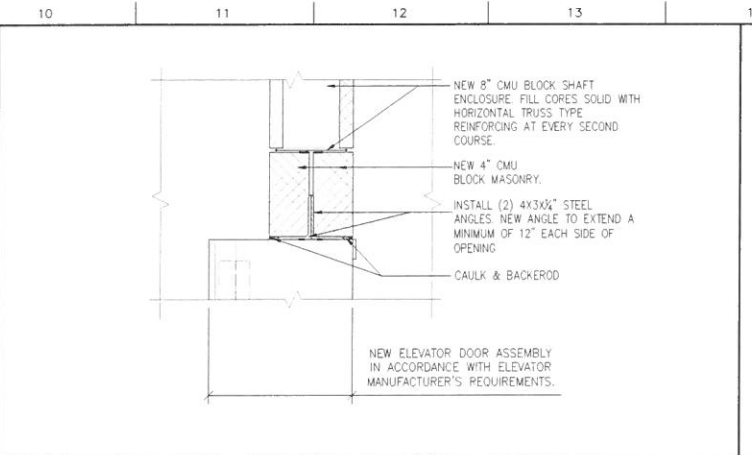 10 11 12 13 1
NEW 8" CMU BLOCK SHAFT
ENCLOSURE. FILL CORES SOLID WITH
HORIZONTAL TRUSS TYPE
REINFORCING AT EVERY SECOND
COURSE.
NEW 4" CMU
BLOCK MASONRY.
INSTALL (2) 4X3X¼" STEEL
ANGLES. NEW ANGLE TO EXTEND A
MINIMUM OF 12" EACH SIDE OF
OPENING
CAULK & BACKEROD
NEW ELEVATOR DOOR ASSEMBLY
IN ACCORDANCE WITH ELEVATOR
MANUFACTURER'S REQUIREMENTS.